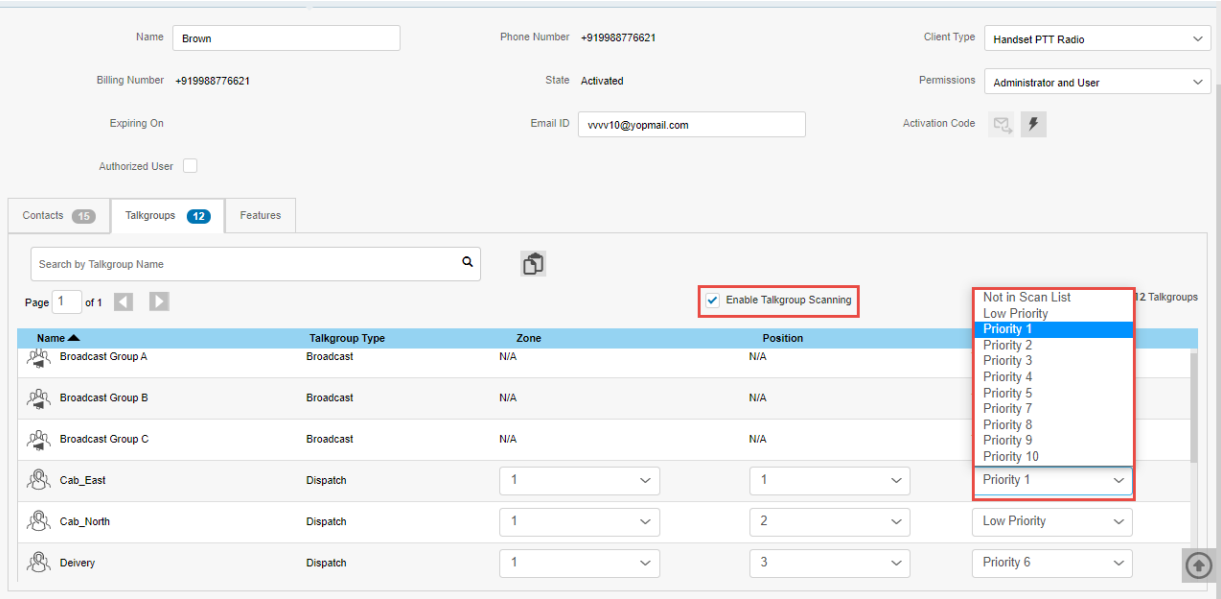 Name Brown Phone Number +919988776621 Client Type Handset PTT Radio
Billing Number +919988776621 State Activated Permissions Administrator and User
Expiring On Email ID vvvv10@yopmail.com Activation Code
Authorized User
Contacts 15 Talkgroups 12 Features
Search by Talkgroup Name
Page 1 of 1 Enable Talkgroup Scanning 12 Talkgroups
Not in Scan List
Low Priority
Priority 1
Priority 2
Priority 3
Priority 4
Priority 5
Priority 7
Priority 8
Priority 9
Priority 10
Name Talkgroup Type Zone Position
Broadcast Group A Broadcast N/A N/A
Broadcast Group B Broadcast N/A N/A
Broadcast Group C Broadcast N/A N/A
Cab_East Dispatch 1 1 Priority 1
Cab_North Dispatch 1 2 Low Priority
Deivery Dispatch 1 3 Priority 6